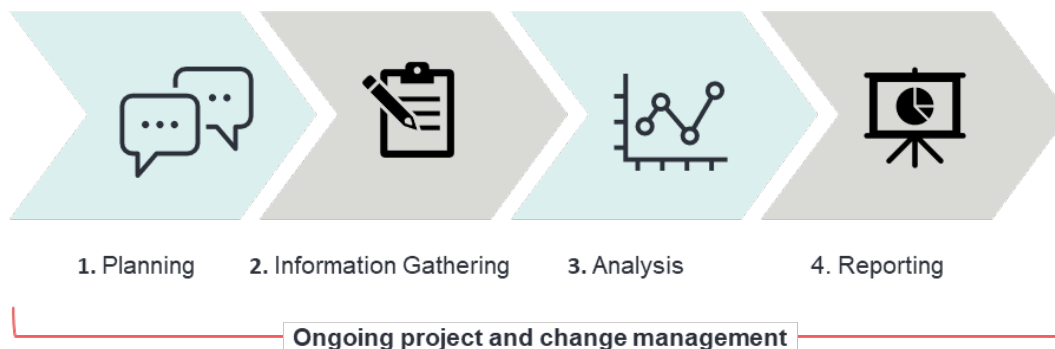 1. Planning
2. Information Gathering
3. Analysis
4. Reporting
Ongoing project and change management